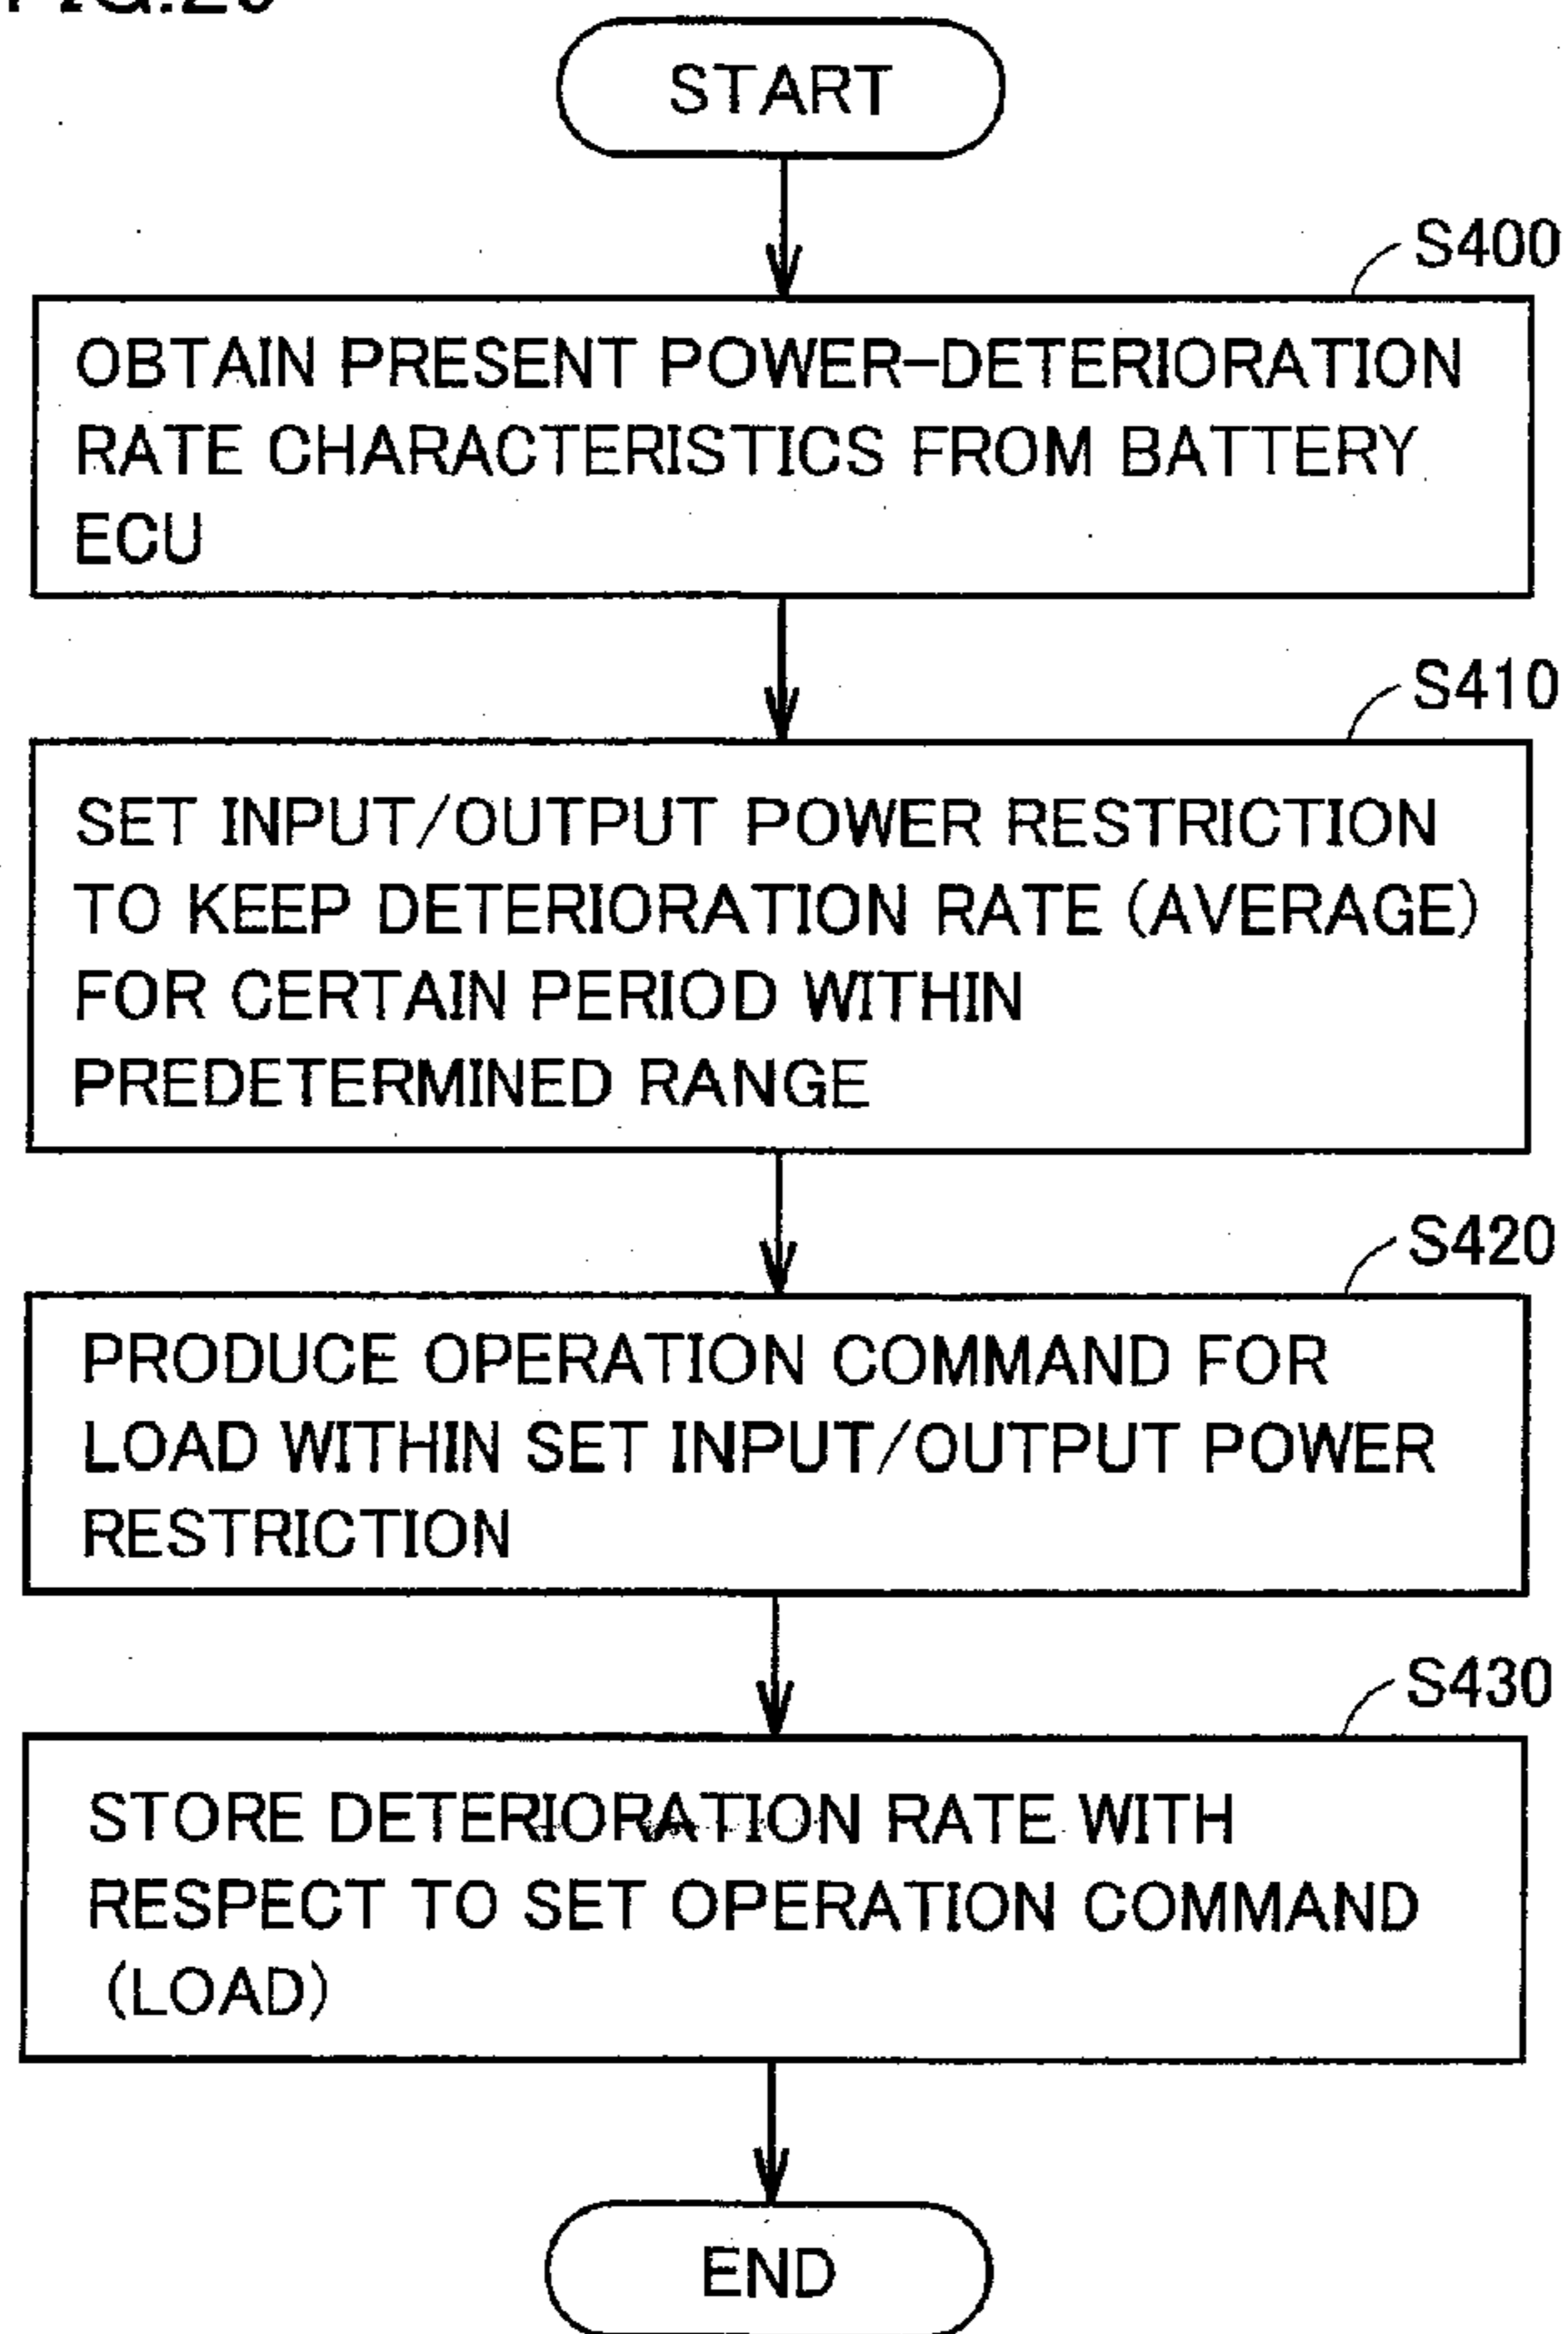 START
S400
OBTAIN PRESENT POWER-DETERIORATION
RATE CHARACTERISTICS FROM BATTERY
ECU
S410
SET INPUT/OUTPUT POWER RESTRICTION
TO KEEP DETERIORATION RATE (AVERAGE)
FOR CERTAIN PERIOD WITHIN
PREDETERMINED RANGE
S420
PRODUCE OPERATION COMMAND FOR
LOAD WITHIN SET INPUT/OUTPUT POWER
RESTRICTION
S430
STORE DETERIORATION RATE WITH
RESPECT TO SET OPERATION COMMAND
(LOAD)
END